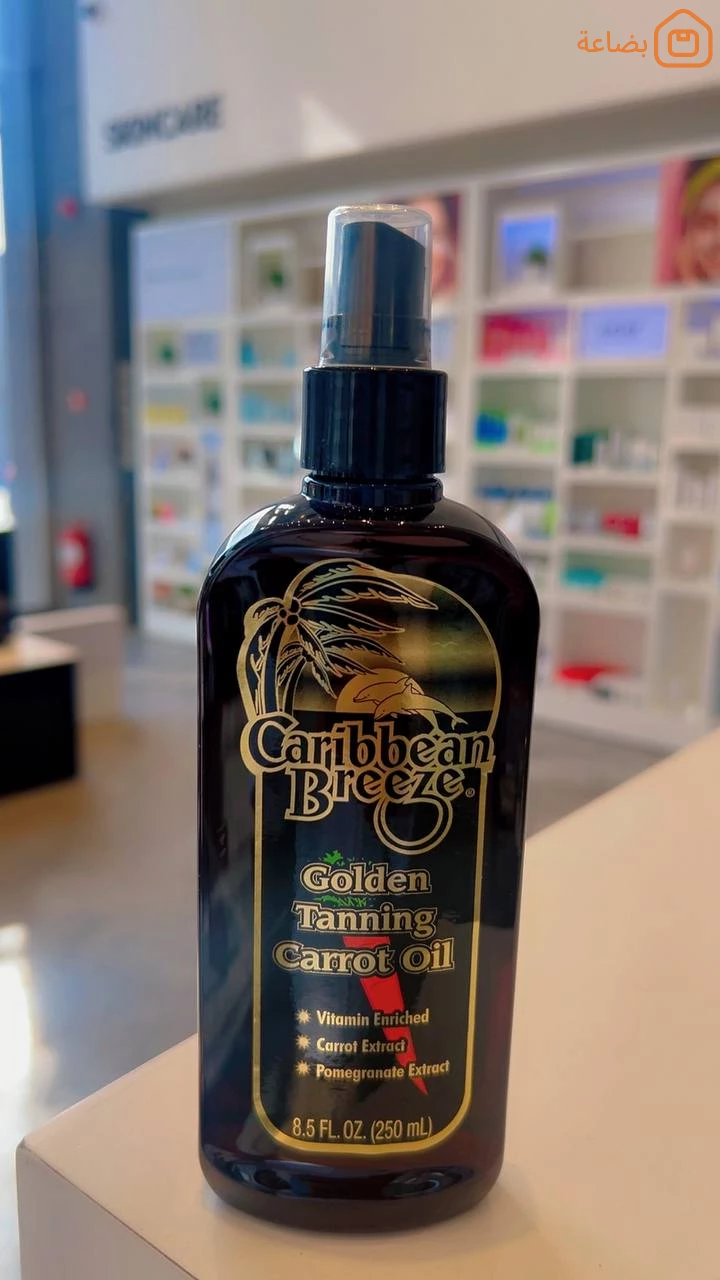 بضاعة
SKINCARE
Caribbean
Breeze®
Golden
Tanning
Carrot Oil
Vitamin Enriched
Carrot Extract
Pomegranate Extract
8.5 FL. OZ. (250 mL)